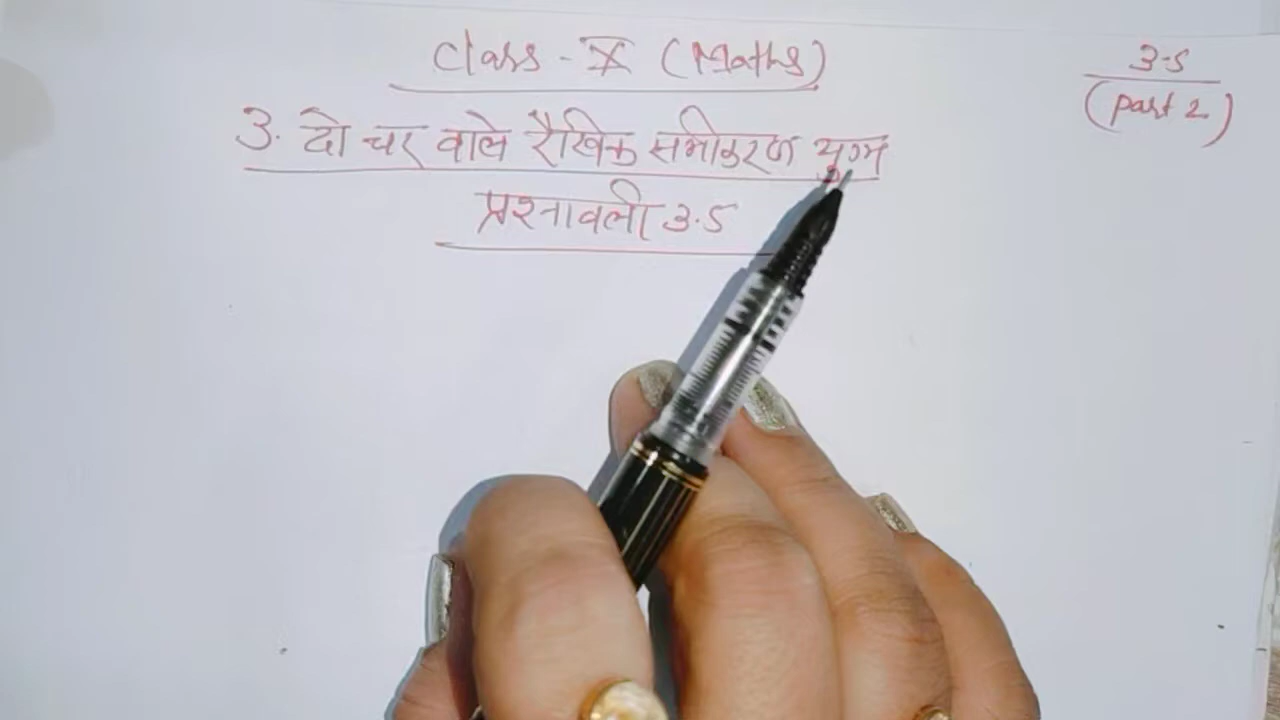 Class - X (Maths)
3.5
(part 2)
3. दो चर वाले रैखिक समीकरण युग्म
प्रश्नावली 3.5